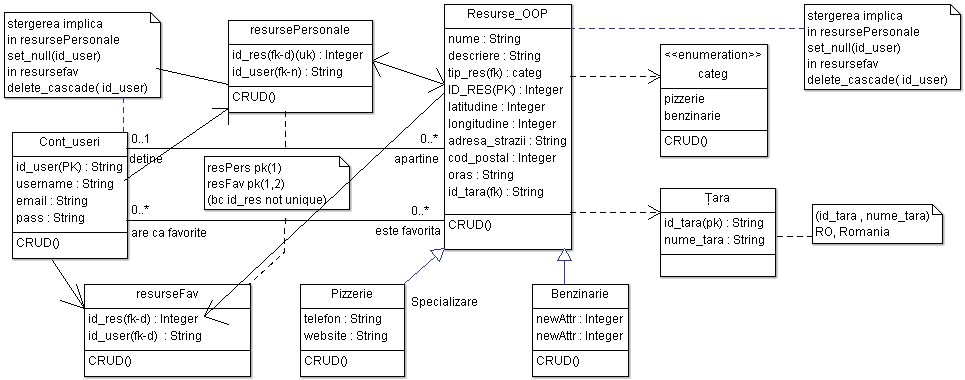 stergerea implica
in resursePersonale
set_null(id_user)
in resursefav
delete_cascade( id_user)
resursePersonale
id_res(fk-d)(uk) : Integer
id_user(fk-n) : String
CRUD()
Resurse_OOP
nume : String
descriere : String
tip_res(fk) : categ
ID_RES(PK) : Integer
latitudine : Integer
longitudine : Integer
adresa_strazii : String
cod_postal : Integer
oras : String
id_tara(fk) : String
CRUD()
<<enumeration>>
categ
pizzerie
benzinarie
CRUD()
stergerea implica
in resursePersonale
set_null(id_user)
in resursefav
delete_cascade( id_user)
Cont_useri
id_user(PK) : String
username : String
email : String
pass : String
CRUD()
0..1
detine
0..*
apartine
resPers pk(1)
resFav pk(1,2)
(bc id_res not unique)
0..*
are ca favorite
0..*
este favorita
Țara
id_tara(pk) : String
nume_tara : String
(id_tara , nume_tara)
RO, Romania
resurseFav
id_res(fk-d) : Integer
id_user(fk-d) : String
CRUD()
Pizzerie
telefon : String
website : String
CRUD()
Specializare
Benzinarie
newAttr : Integer
newAttr : Integer
CRUD()